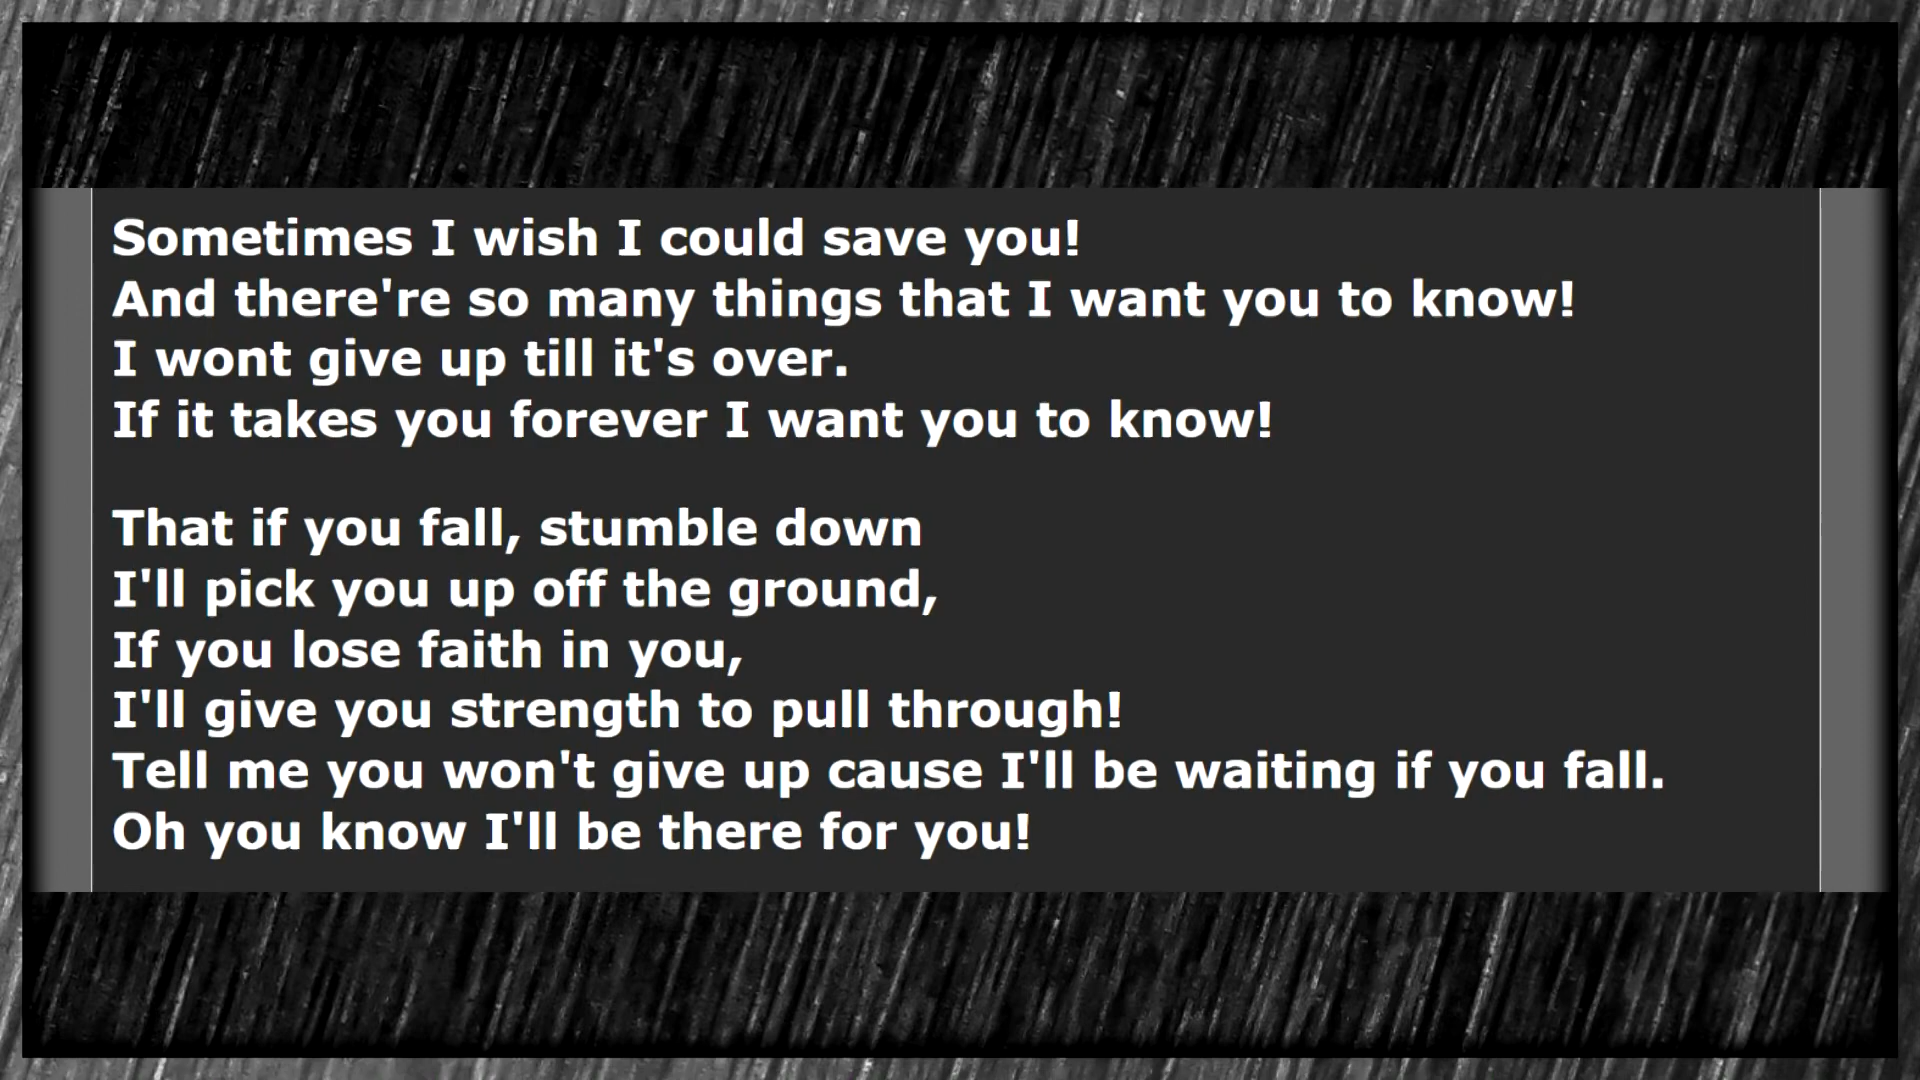 Sometimes I wish I could save you!
And there're so many things that I want you to know!
I wont give up till it's over.
If it takes you forever I want you to know!
That if you fall, stumble down
I'll pick you up off the ground,
If you lose faith in you,
I'll give you strength to pull through!
Tell me you won't give up cause I'll be waiting if you fall.
Oh you know I'll be there for you!